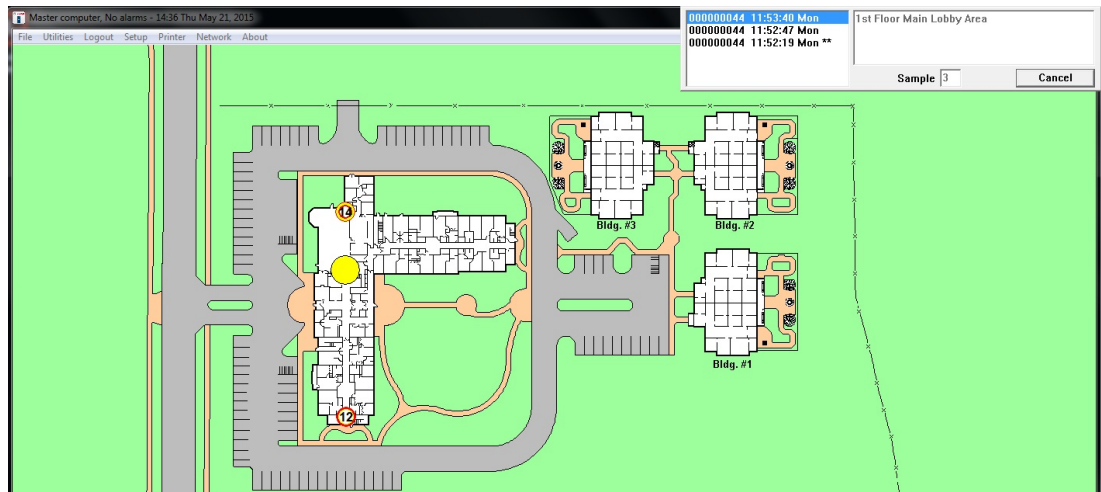 Master computer, No alarms - 14:36 Thu May 21, 2015
File Utilities Logout Setup Printer Network About
000000044 11:53:40 Mon
000000044 11:52:47 Mon
000000044 11:52:19 Mon **
1st Floor Main Lobby Area
Sample 3
Cancel
14
12
Bldg. #3
Bldg. #2
Bldg. #1